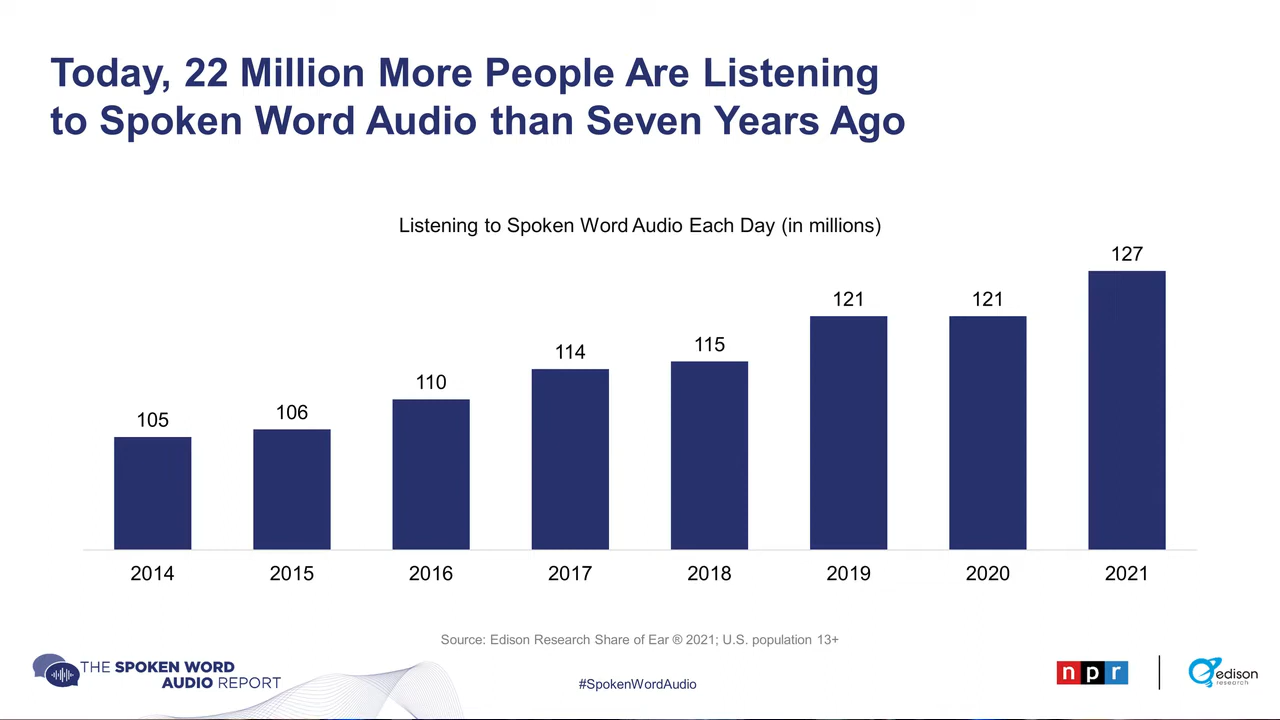 Today, 22 Million More People Are Listening
to Spoken Word Audio than Seven Years Ago
Listening to Spoken Word Audio Each Day (in millions)
105
106
110
114
115
121
121
127
2014
2015
2016
2017
2018
2019
2020
2021
Source: Edison Research Share of Ear ® 2021; U.S. population 13+
THE SPOKEN WORD
AUDIO REPORT
#SpokenWordAudio
npr
edison
research